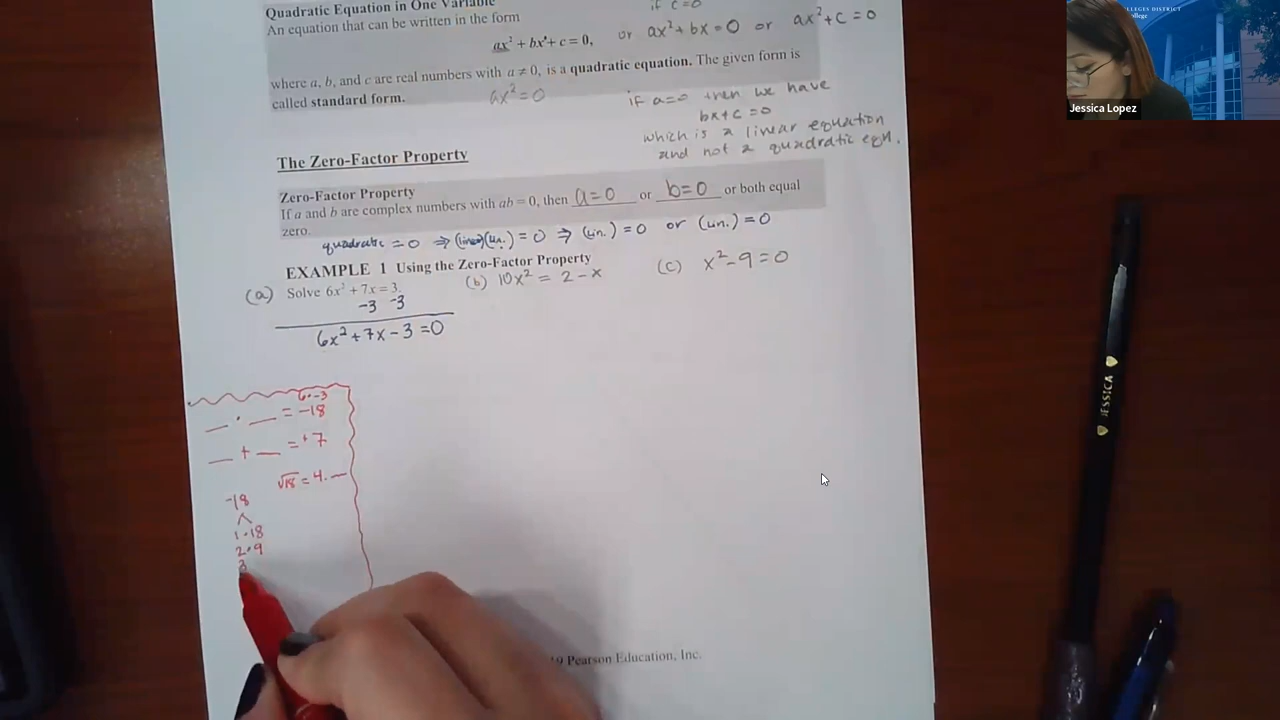 Quadratic Equation in One Variable
if c=0
An equation that can be written in the form
ax² + bx + c = 0, or ax²+bx=0 or ax²+c=0
where a, b, and c are real numbers with a ≠ 0, is a quadratic equation. The given form is
called standard form. ax²=0
if a=0 then we have
bx+c=0
which is a linear equation
and not a quadratic eqn.
The Zero-Factor Property
Zero-Factor Property
If a and b are complex numbers with ab = 0, then a=0 or b=0 or both equal
zero.
quadratic = 0 ⇒ (linear)(lin.) = 0 ⇒ (lin.) = 0 or (lin.) = 0
EXAMPLE 1 Using the Zero-Factor Property
(a) Solve 6x² + 7x = 3. (b) 10x² = 2-x (c) x²-9=0
-3 -3
6x²+7x-3=0
6·-3
__ · __ = -18
__ + __ = +7
√18 = 4.
-18
1·18
2·9
3
Pearson Education, Inc.
JESSICA
COLLEGES DISTRICT
College
Jessica Lopez